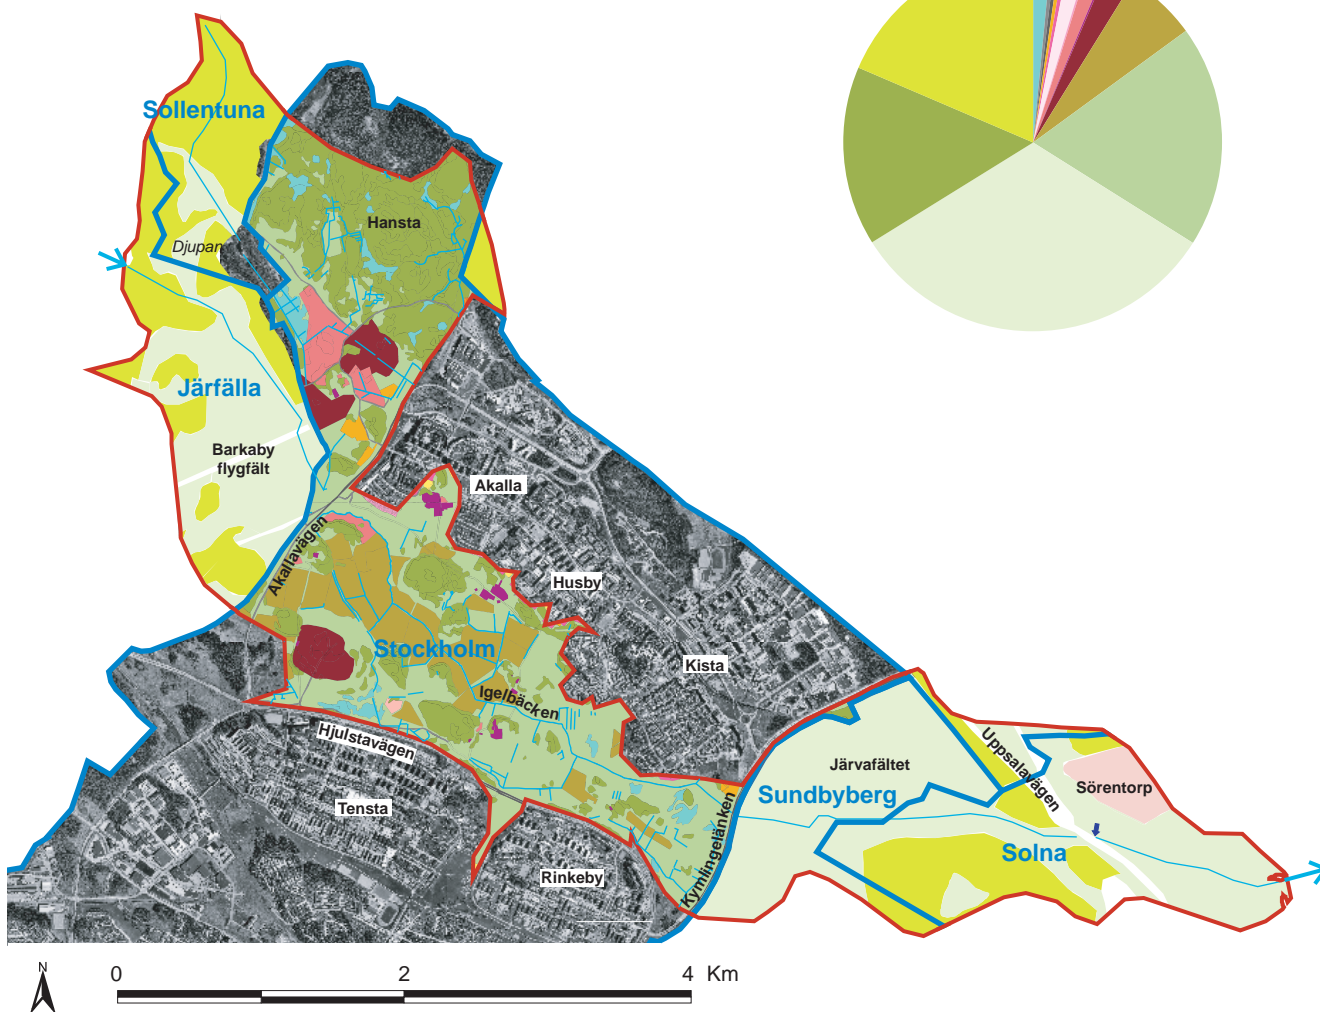 Sollentuna
Hansta
Djupan
Järfälla
Barkaby
flygfält
Akalla
Akallavägen
Husby
Stockholm
Kista
Igelbäcken
Hjulstavägen
Uppsalavägen
Järvafältet
Sörentorp
Sundbyberg
Tensta
Kymlingelänken
Solna
Rinkeby
N
0 2 4 Km